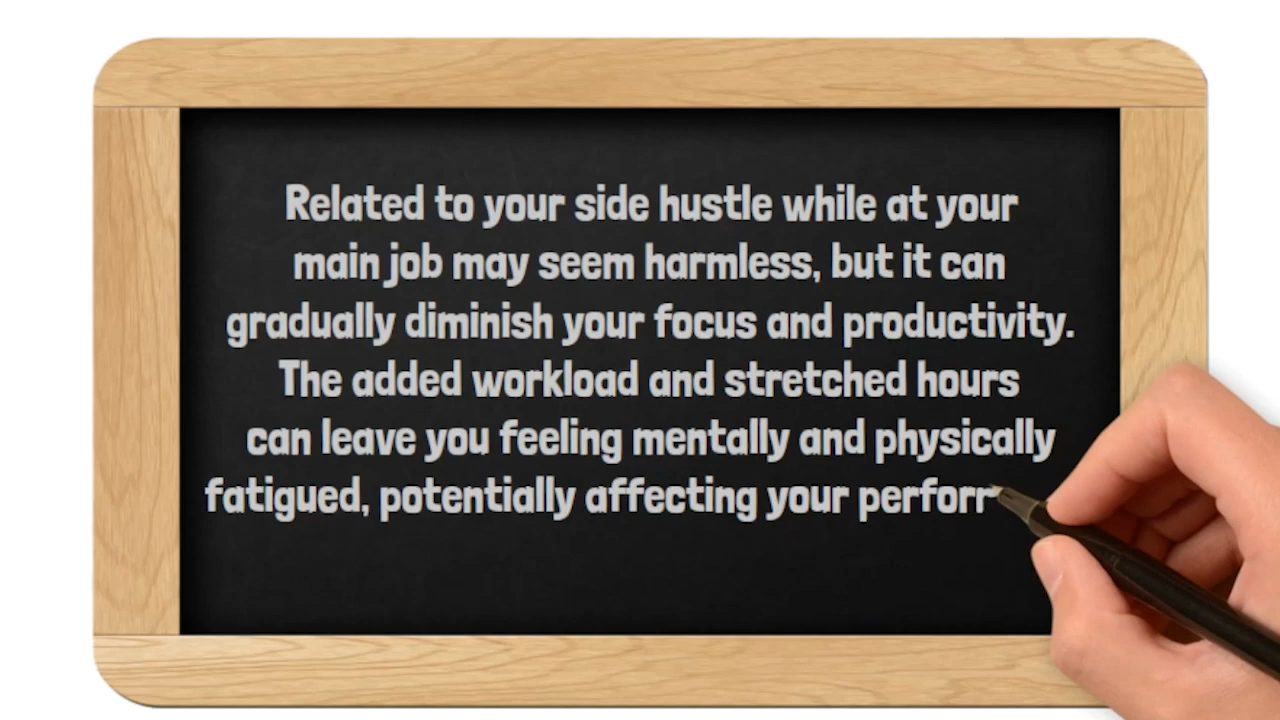 Related to your side hustle while at your
main job may seem harmless, but it can
gradually diminish your focus and productivity.
The added workload and stretched hours
can leave you feeling mentally and physically
fatigued, potentially affecting your